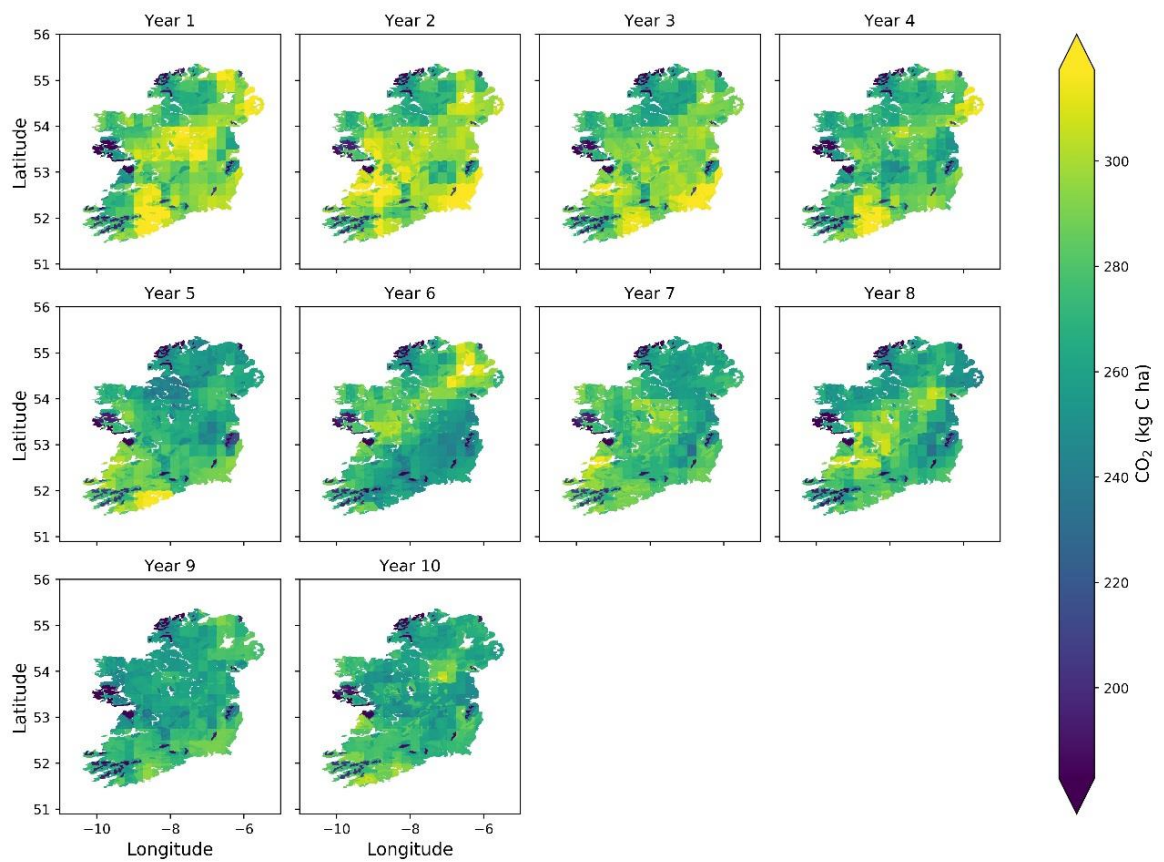 Year 1
Year 2
Year 3
Year 4
56
55
54
53
52
51
Latitude
300
280
260
240
220
200
CO₂ (kg C ha)
Year 5
Year 6
Year 7
Year 8
56
55
54
53
52
51
Latitude
Year 9
Year 10
56
55
54
53
52
51
Latitude
−10 −8 −6
−10 −8 −6
Longitude
Longitude